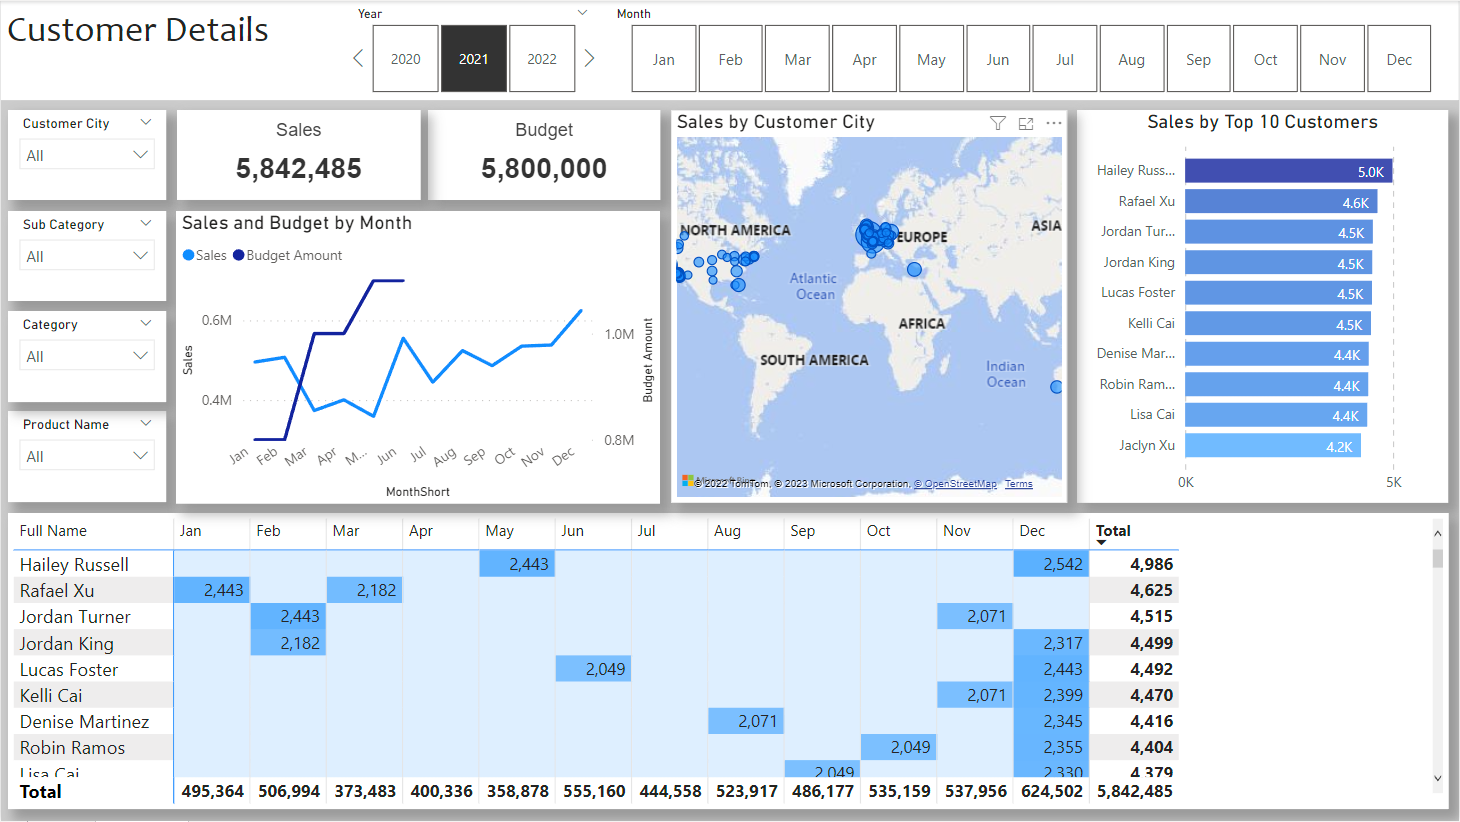 Customer Details
Year
2020
2021
2022
Month
Jan
Feb
Mar
Apr
May
Jun
Jul
Aug
Sep
Oct
Nov
Dec
Customer City
All
Sub Category
All
Category
All
Product Name
All
Sales
5,842,485
Budget
5,800,000
Sales and Budget by Month
Sales
Budget Amount
0.6M
0.4M
Sales
1.0M
0.8M
Budget Amount
Jan
Feb
Mar
Apr
M...
Jun
Jul
Aug
Sep
Oct
Nov
Dec
MonthShort
Sales by Customer City
NORTH AMERICA
EUROPE
ASIA
Atlantic
Ocean
AFRICA
SOUTH AMERICA
Indian
Ocean
© 2022 TomTom, © 2023 Microsoft Corporation, © OpenStreetMap Terms
Sales by Top 10 Customers
Hailey Russ... 5.0K
Rafael Xu 4.6K
Jordan Tur... 4.5K
Jordan King 4.5K
Lucas Foster 4.5K
Kelli Cai 4.5K
Denise Mar... 4.4K
Robin Ram... 4.4K
Lisa Cai 4.4K
Jaclyn Xu 4.2K
0K 5K
Full Name Jan Feb Mar Apr May Jun Jul Aug Sep Oct Nov Dec Total
Hailey Russell 2,443 2,542 4,986
Rafael Xu 2,443 2,182 4,625
Jordan Turner 2,443 2,071 4,515
Jordan King 2,182 2,317 4,499
Lucas Foster 2,049 2,443 4,492
Kelli Cai 2,071 2,399 4,470
Denise Martinez 2,071 2,345 4,416
Robin Ramos 2,049 2,355 4,404
Lisa Cai 2,049 2,330 4,379
Total 495,364 506,994 373,483 400,336 358,878 555,160 444,558 523,917 486,177 535,159 537,956 624,502 5,842,485